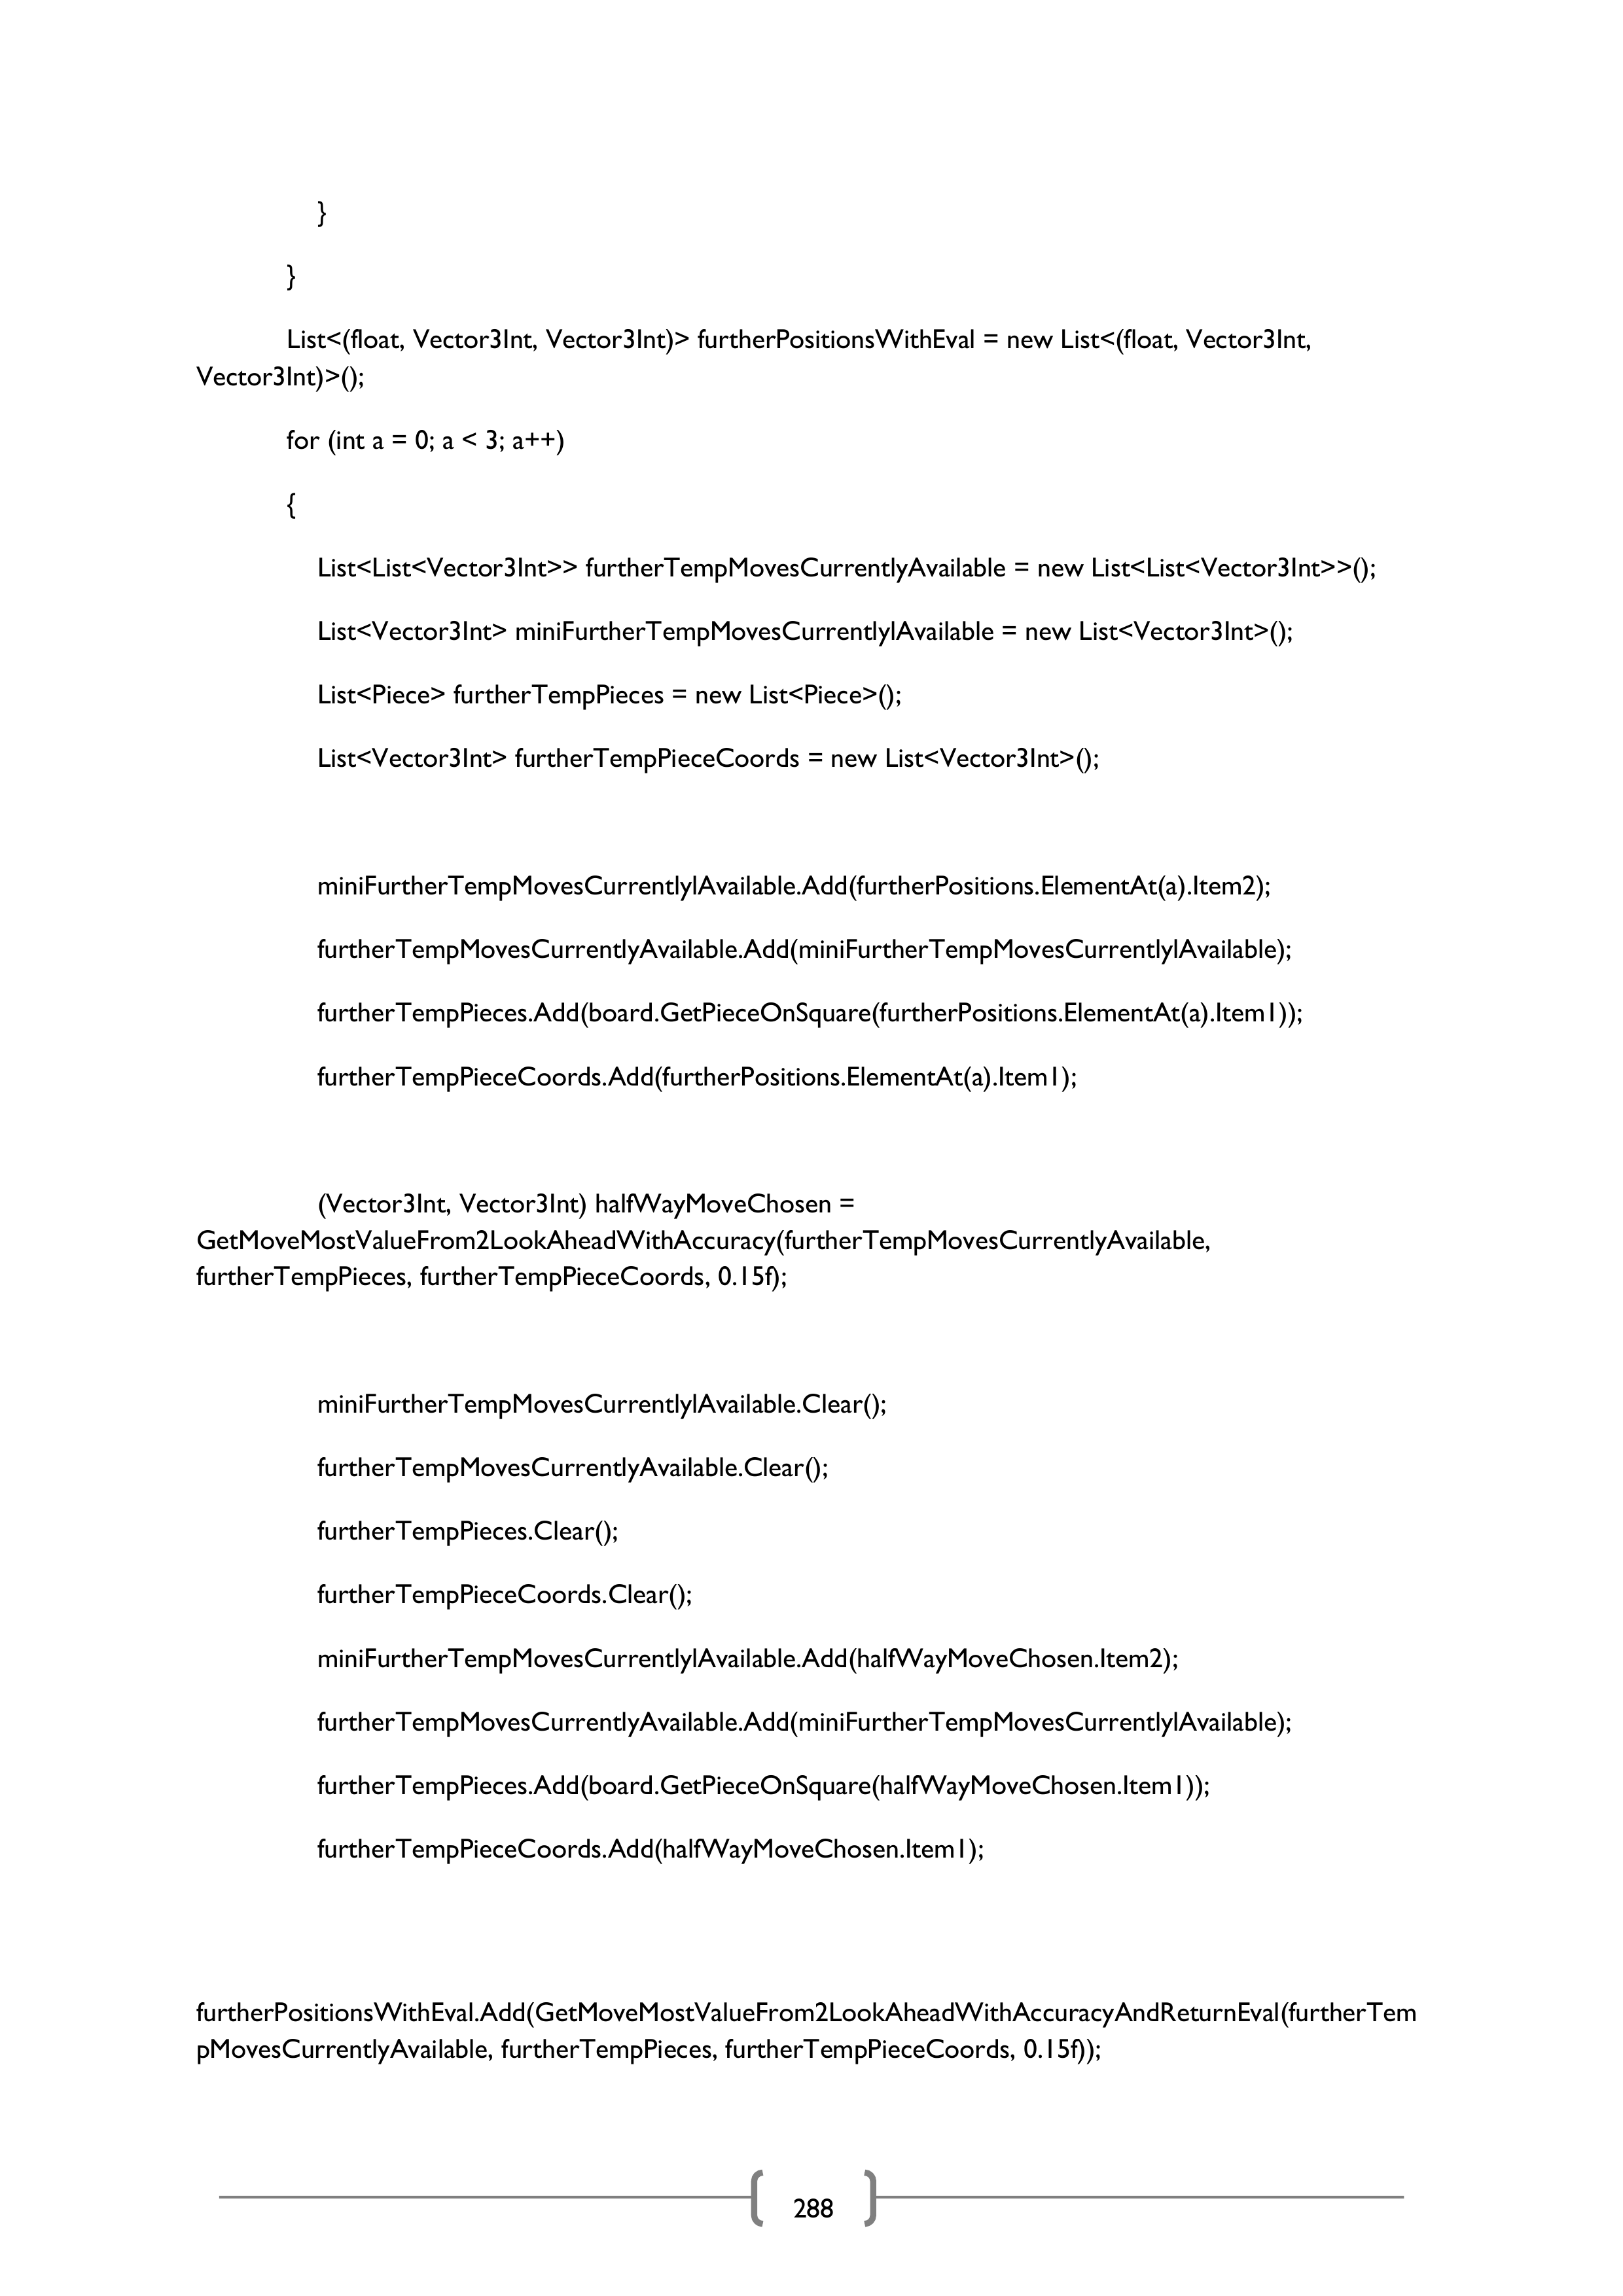 }
}
List<(float, Vector3Int, Vector3Int)> furtherPositionsWithEval = new List<(float, Vector3Int,
Vector3Int)>();
for (int a = 0; a < 3; a++)
{
List<List<Vector3Int>> furtherTempMovesCurrentlyAvailable = new List<List<Vector3Int>>();
List<Vector3Int> miniFurtherTempMovesCurrentlylAvailable = new List<Vector3Int>();
List<Piece> furtherTempPieces = new List<Piece>();
List<Vector3Int> furtherTempPieceCoords = new List<Vector3Int>();
miniFurtherTempMovesCurrentlylAvailable.Add(furtherPositions.ElementAt(a).Item2);
furtherTempMovesCurrentlyAvailable.Add(miniFurtherTempMovesCurrentlylAvailable);
furtherTempPieces.Add(board.GetPieceOnSquare(furtherPositions.ElementAt(a).Item1));
furtherTempPieceCoords.Add(furtherPositions.ElementAt(a).Item1);
(Vector3Int, Vector3Int) halfWayMoveChosen =
GetMoveMostValueFrom2LookAheadWithAccuracy(furtherTempMovesCurrentlyAvailable,
furtherTempPieces, furtherTempPieceCoords, 0.15f);
miniFurtherTempMovesCurrentlylAvailable.Clear();
furtherTempMovesCurrentlyAvailable.Clear();
furtherTempPieces.Clear();
furtherTempPieceCoords.Clear();
miniFurtherTempMovesCurrentlylAvailable.Add(halfWayMoveChosen.Item2);
furtherTempMovesCurrentlyAvailable.Add(miniFurtherTempMovesCurrentlylAvailable);
furtherTempPieces.Add(board.GetPieceOnSquare(halfWayMoveChosen.Item1));
furtherTempPieceCoords.Add(halfWayMoveChosen.Item1);
furtherPositionsWithEval.Add(GetMoveMostValueFrom2LookAheadWithAccuracyAndReturnEval(furtherTem
pMovesCurrentlyAvailable, furtherTempPieces, furtherTempPieceCoords, 0.15f));
288